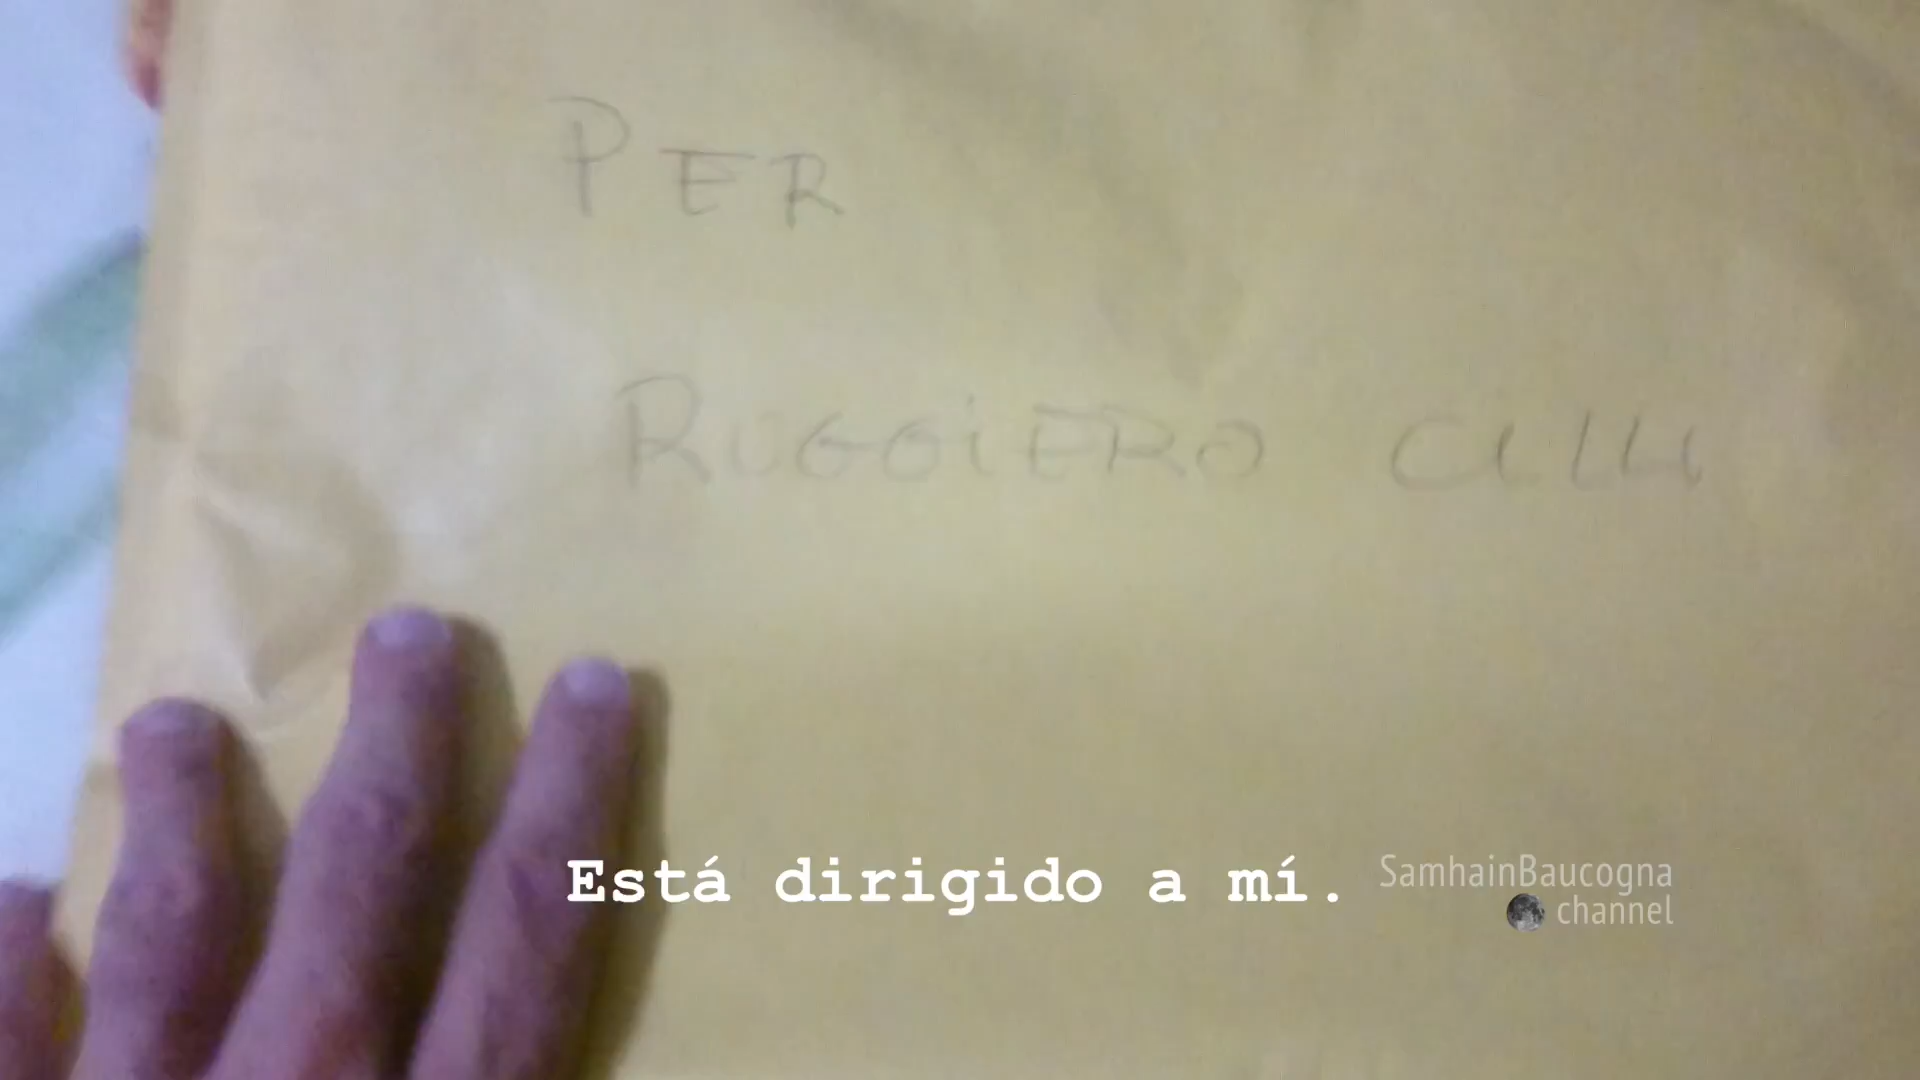 PER
RUGGiERO
Está dirigido a mí.
SamhainBaucogna
channel